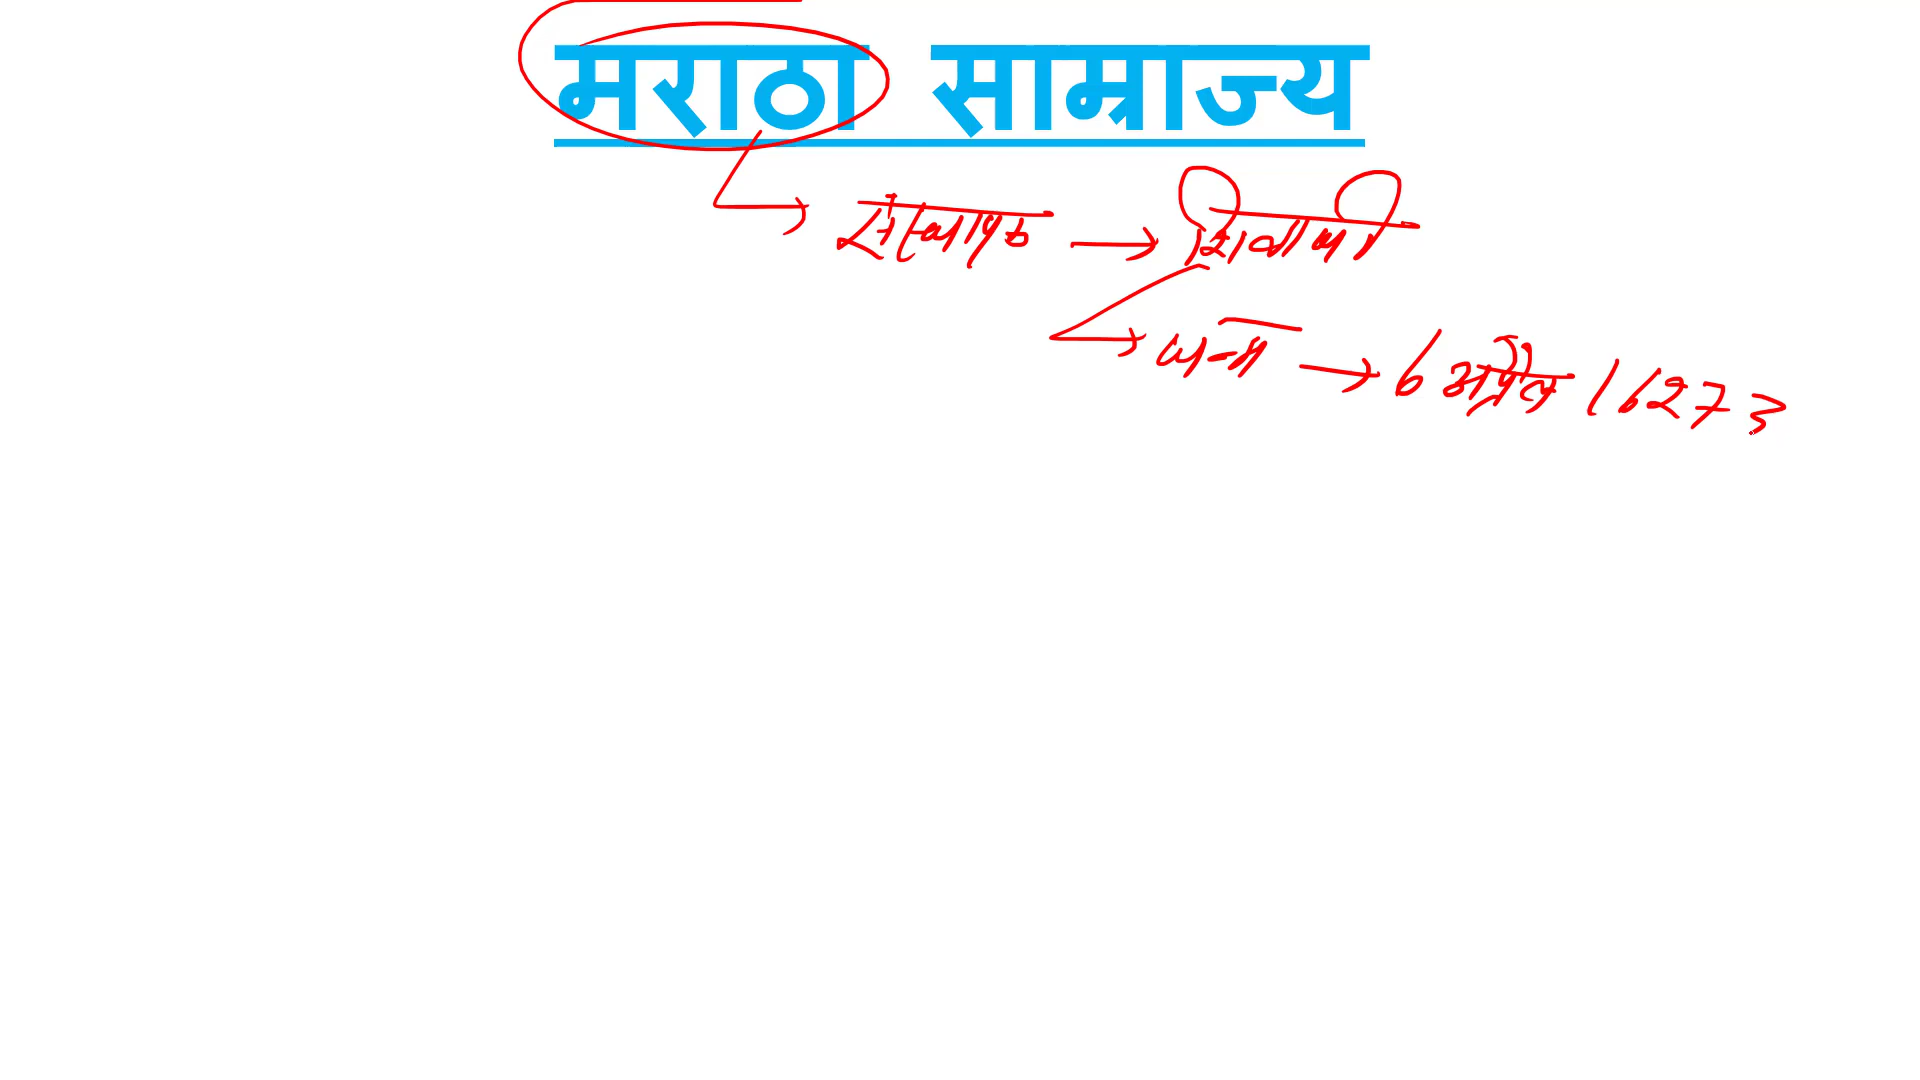 मराठा साम्राज्य
संस्थापक → शिवाजी
जन्म → 6 अप्रैल 1627 ई